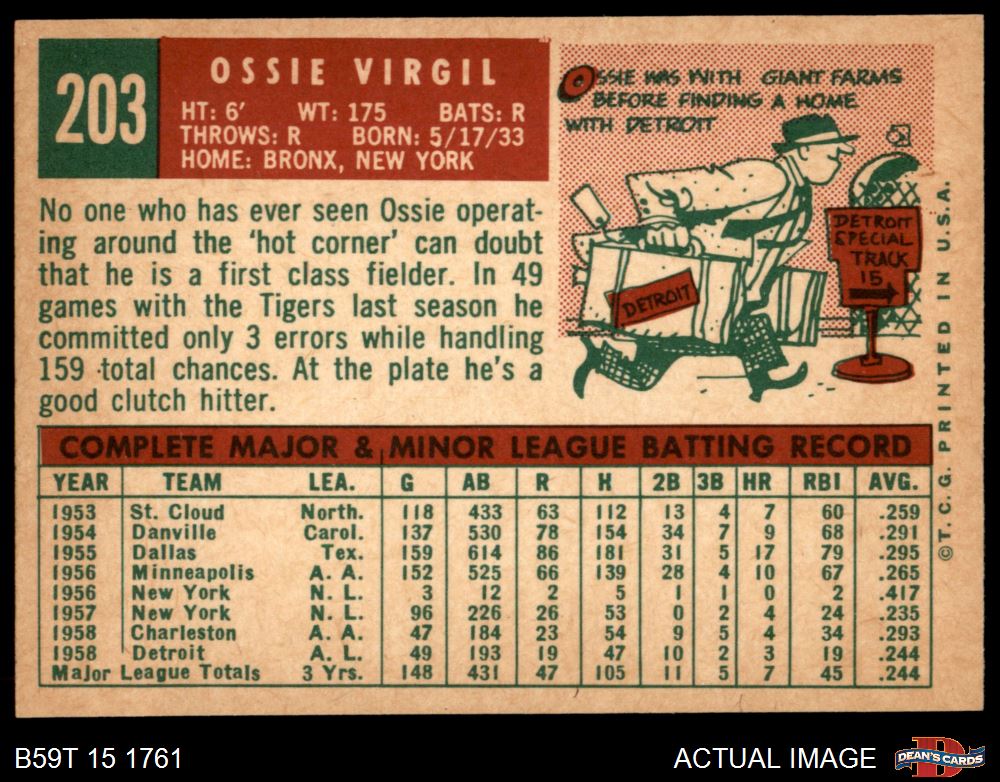 203
OSSIE VIRGIL
HT: 6' WT: 175 BATS: R
THROWS: R BORN: 5/17/33
HOME: BRONX, NEW YORK
OSSIE WAS WITH GIANT FARMS
BEFORE FINDING A HOME
WITH DETROIT
DETROIT
SPECIAL
TRACK
15
DETROIT
No one who has ever seen Ossie operat-
ing around the 'hot corner' can doubt
that he is a first class fielder. In 49
games with the Tigers last season he
committed only 3 errors while handling
159 total chances. At the plate he's a
good clutch hitter.
COMPLETE MAJOR & MINOR LEAGUE BATTING RECORD
YEAR TEAM LEA. G AB R H 2B 3B HR RBI AVG.
1953 St. Cloud North. 118 433 63 112 13 4 7 60 .259
1954 Danville Carol. 137 530 78 154 34 7 9 68 .291
1955 Dallas Tex. 159 614 86 181 31 5 17 79 .295
1956 Minneapolis A. A. 152 525 66 139 28 4 10 67 .265
1956 New York N. L. 3 12 2 5 1 1 0 2 .417
1957 New York N. L. 96 226 26 53 0 2 4 24 .235
1958 Charleston A. A. 47 184 23 54 9 5 4 34 .293
1958 Detroit A. L. 49 193 19 47 10 2 3 19 .244
Major League Totals 3 Yrs. 148 431 47 105 11 5 7 45 .244
©T. C. G. PRINTED IN U.S.A.
B59T 15 1761
ACTUAL IMAGE
D
DEAN'S CARDS